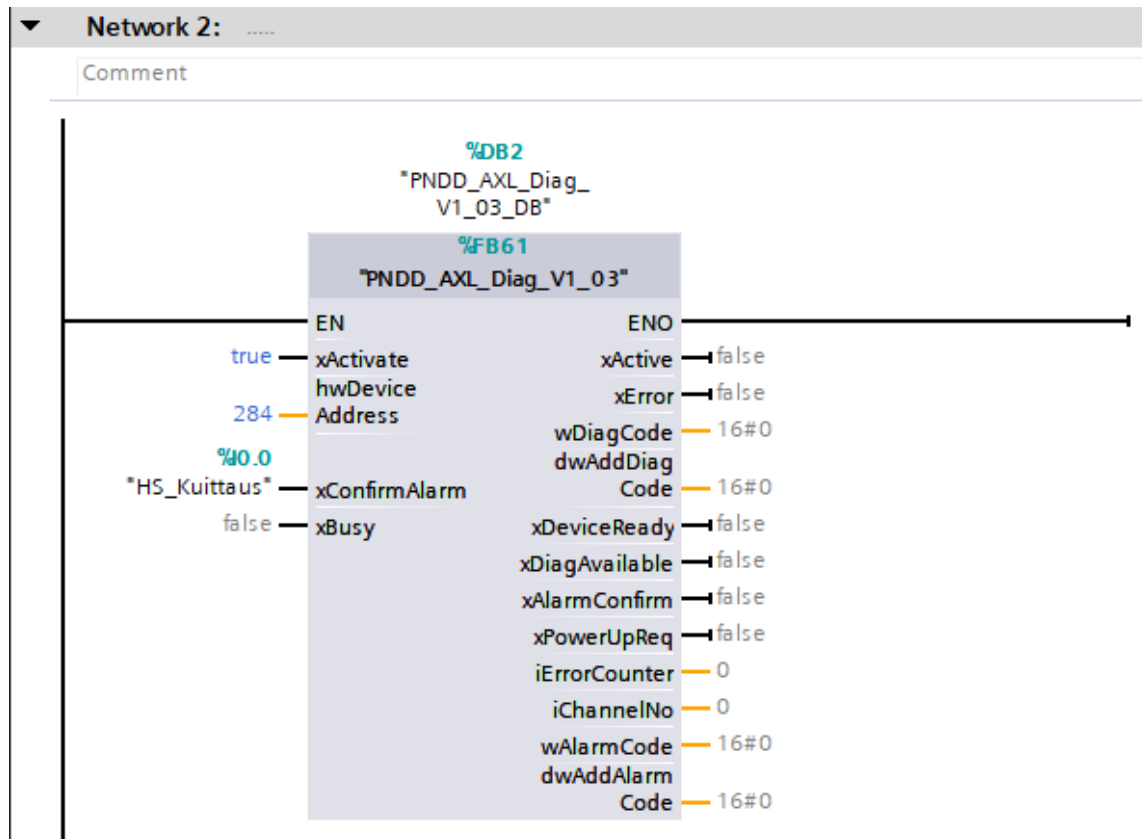 Network 2: .....
Comment
%DB2
"PNDD_AXL_Diag_
V1_03_DB"
%FB61
"PNDD_AXL_Diag_V1_03"
EN ENO
true xActivate xActive false
hwDevice
284 Address
xError false
wDiagCode 16#0
%I0.0
"HS_Kuittaus" xConfirmAlarm
dwAddDiag
Code 16#0
false xBusy xDeviceReady false
xDiagAvailable false
xAlarmConfirm false
xPowerUpReq false
iErrorCounter 0
iChannelNo 0
wAlarmCode 16#0
dwAddAlarm
Code 16#0